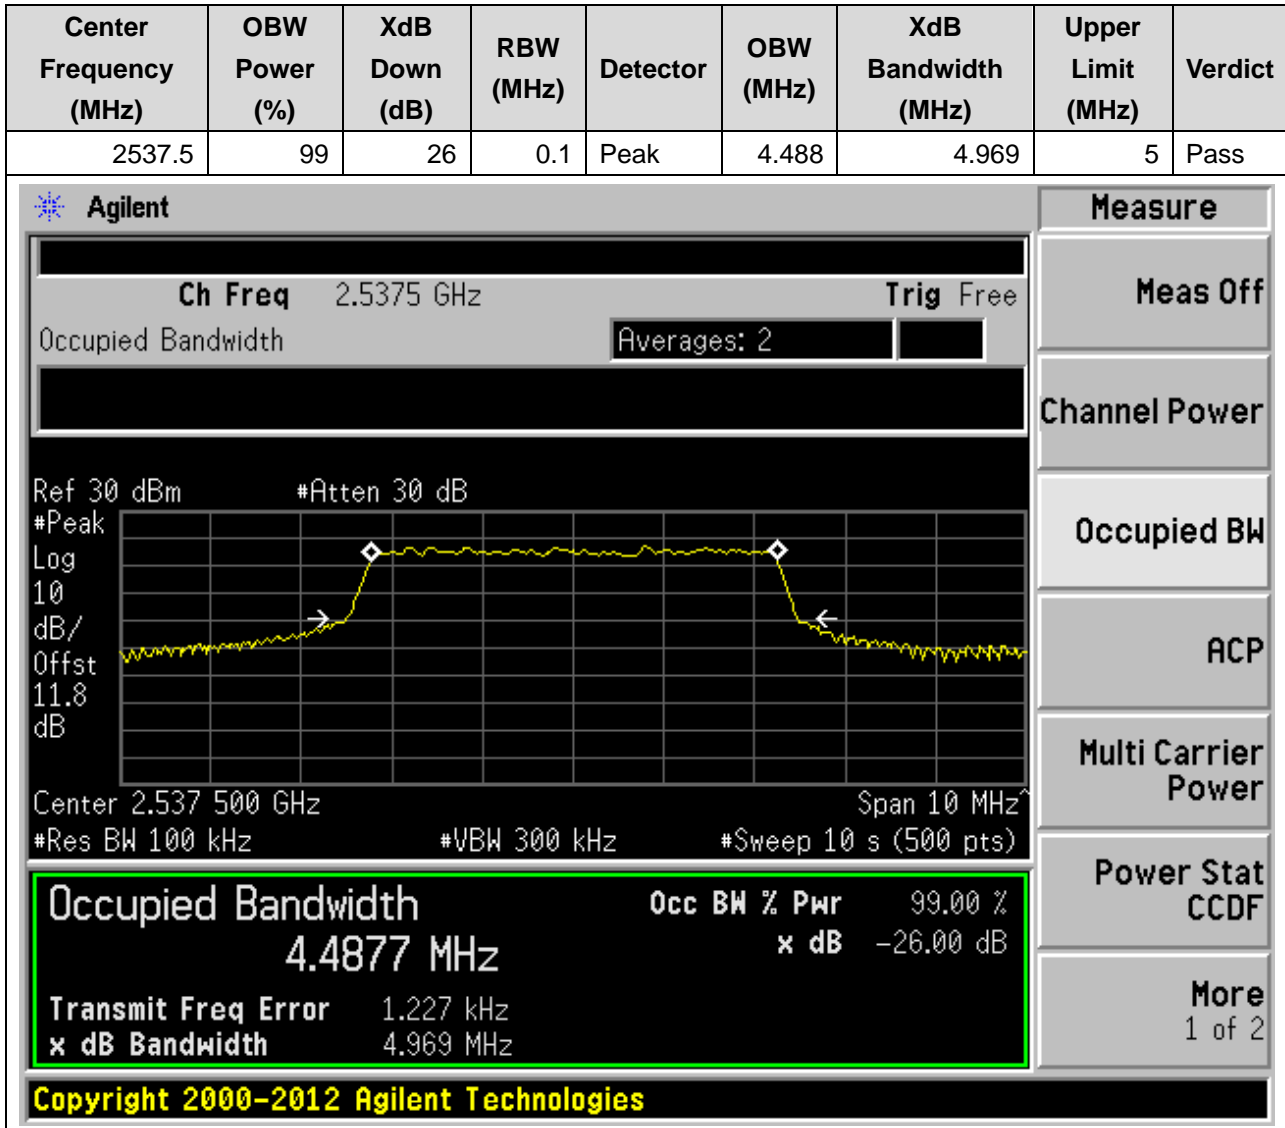 Center Frequency (MHz) OBW Power (%) XdB Down (dB) RBW (MHz) Detector OBW (MHz) XdB Bandwidth (MHz) Upper Limit (MHz) Verdict
2537.5 99 26 0.1 Peak 4.488 4.969 5 Pass
Agilent
Measure
Ch Freq 2.5375 GHz Trig Free
Meas Off
Occupied Bandwidth Averages: 2
Channel Power
Ref 30 dBm #Atten 30 dB
#Peak
Log
10
dB/
Offst
11.8
dB
Occupied BW
ACP
Multi Carrier
Power
Center 2.537 500 GHz Span 10 MHz^
#Res BW 100 kHz #VBW 300 kHz #Sweep 10 s (500 pts)
Power Stat
CCDF
Occupied Bandwidth Occ BW % Pwr 99.00 %
4.4877 MHz x dB -26.00 dB
Transmit Freq Error 1.227 kHz
x dB Bandwidth 4.969 MHz
More
1 of 2
Copyright 2000-2012 Agilent Technologies